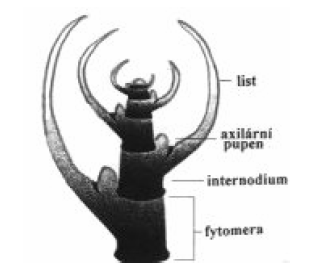 list
axilární
pupen
internodium
fytomera